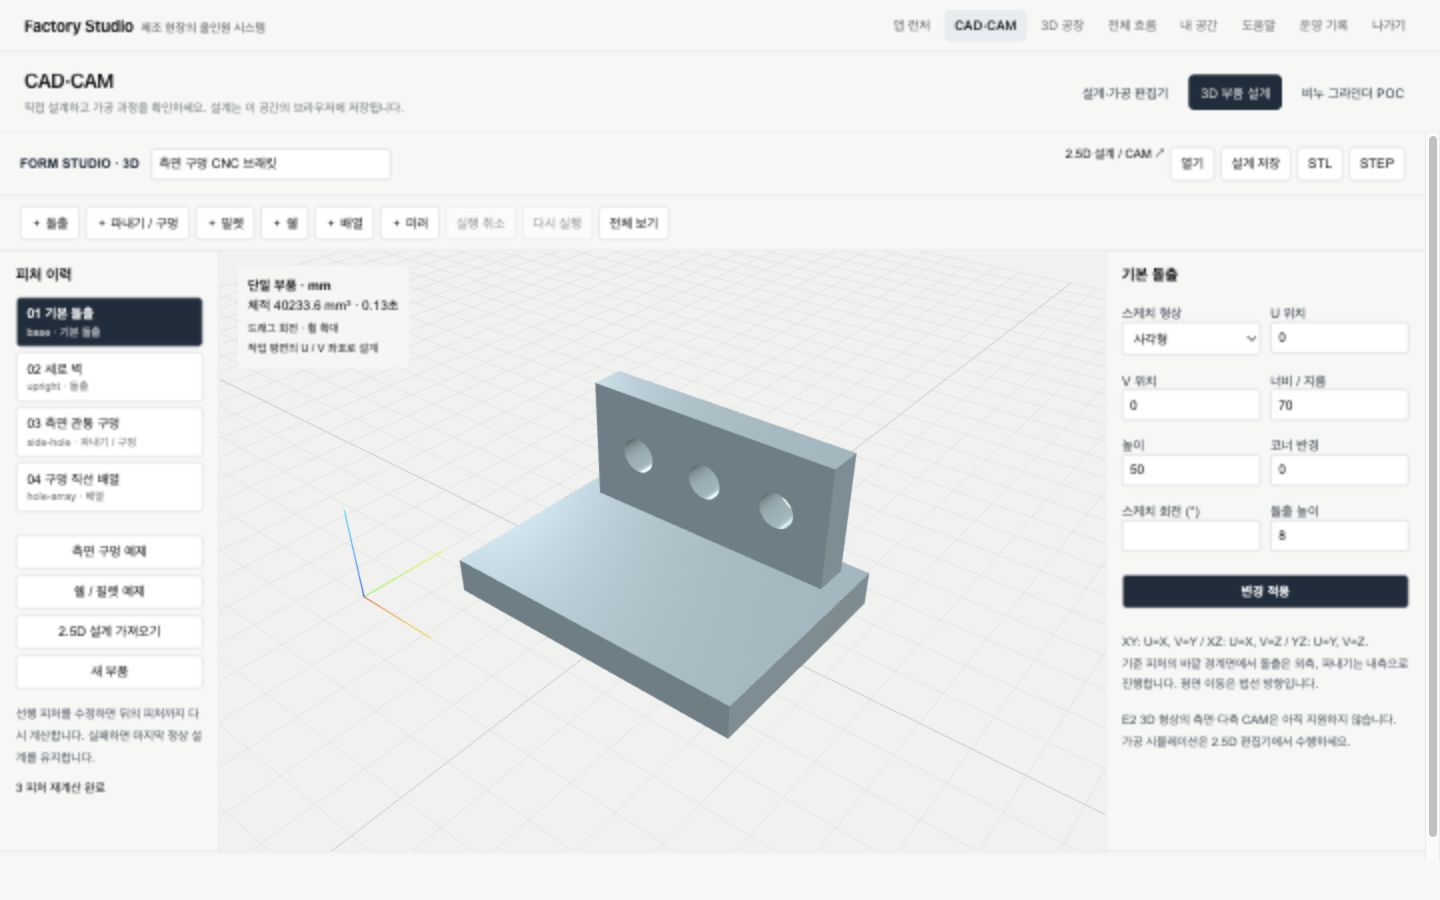 Factory Studio 제조 현장의 올인원 시스템
앱 런처 CAD·CAM 3D 공장 전체 흐름 내 공간 도움말 운영 기록 나가기
CAD·CAM
직접 설계하고 가공 과정을 확인하세요. 설계는 이 공간의 브라우저에 저장됩니다.
설계·가공 편집기 3D 부품 설계 비누 그라인더 POC
FORM STUDIO · 3D 측면 구멍 CNC 브래킷
2.5D 설계 / CAM ↗ 열기 설계 저장 STL STEP
+ 돌출 + 파내기 / 구멍 + 필렛 + 쉘 + 배열 + 미러 실행 취소 다시 실행 전체 보기
피처 이력
01 기본 돌출
base · 기본 돌출
02 세로 벽
upright · 돌출
03 측면 관통 구멍
side-hole · 파내기 / 구멍
04 구멍 직선 배열
hole-array · 배열
측면 구멍 예제
쉘 / 필렛 예제
2.5D 설계 가져오기
새 부품
선행 피처를 수정하면 뒤의 피처까지 다
시 계산합니다. 실패하면 마지막 정상 설
계를 유지합니다.
3 피처 재계산 완료
단일 부품 · mm
체적 40233.6 mm³ · 0.13초
드래그 회전 · 휠 확대
작업 평면의 U / V 좌표로 설계
기본 돌출
스케치 형상 U 위치
사각형 0
V 위치 너비 / 지름
0 70
높이 코너 반경
50 0
스케치 회전 (°) 돌출 높이
8
변경 적용
XY: U=X, V=Y / XZ: U=X, V=Z / YZ: U=Y, V=Z.
기준 피처의 바깥 경계면에서 돌출은 외측, 파내기는 내측으로
진행합니다. 평면 이동은 법선 방향입니다.
E2 3D 형상의 측면·다축 CAM은 아직 지원하지 않습니다.
가공 시뮬레이션은 2.5D 편집기에서 수행하세요.